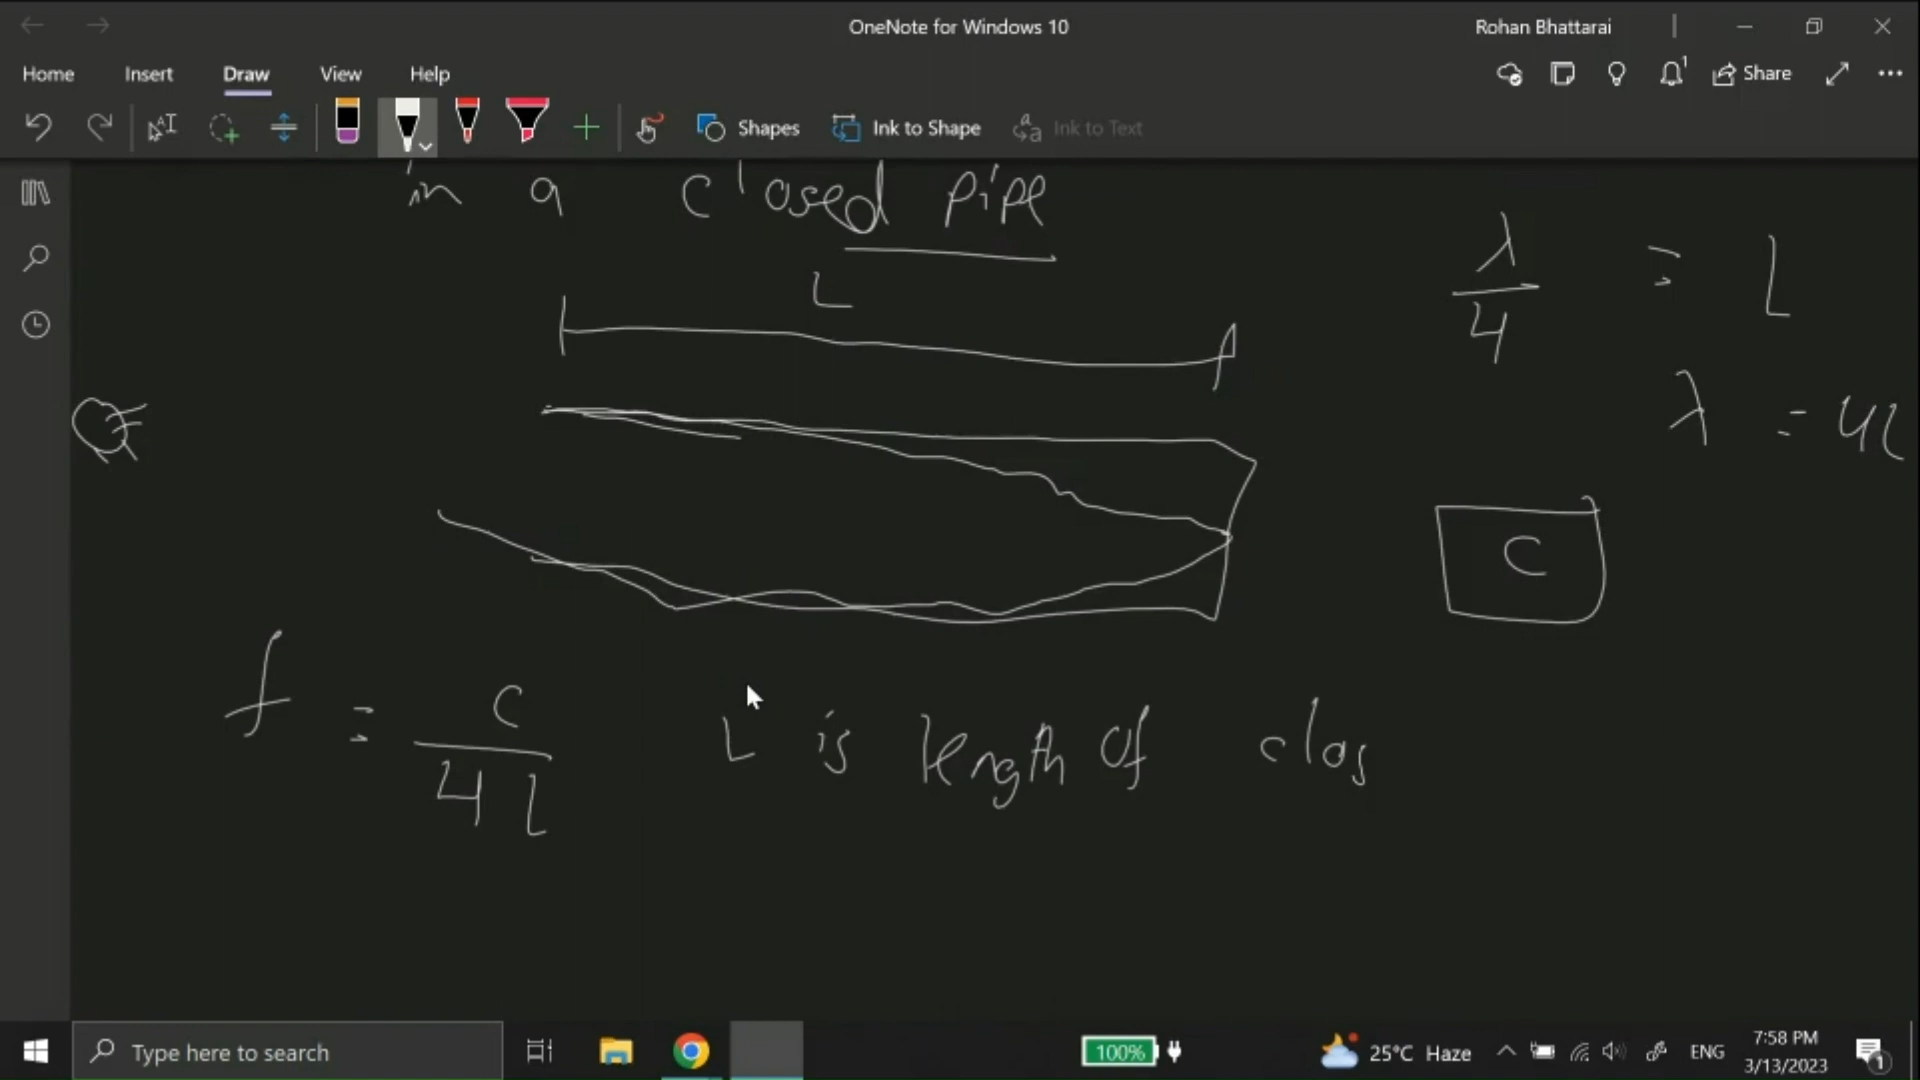 OneNote for Windows 10
Rohan Bhattarai
Home Insert Draw View Help
1
Share
Shapes
Ink to Shape
Ink to Text
in a closed pipe
L
λ/4 = L
λ = 4L
C
f = c/4L
L is length of clos
Type here to search
100%
25°C Haze
ENG
7:58 PM
3/13/2023
1